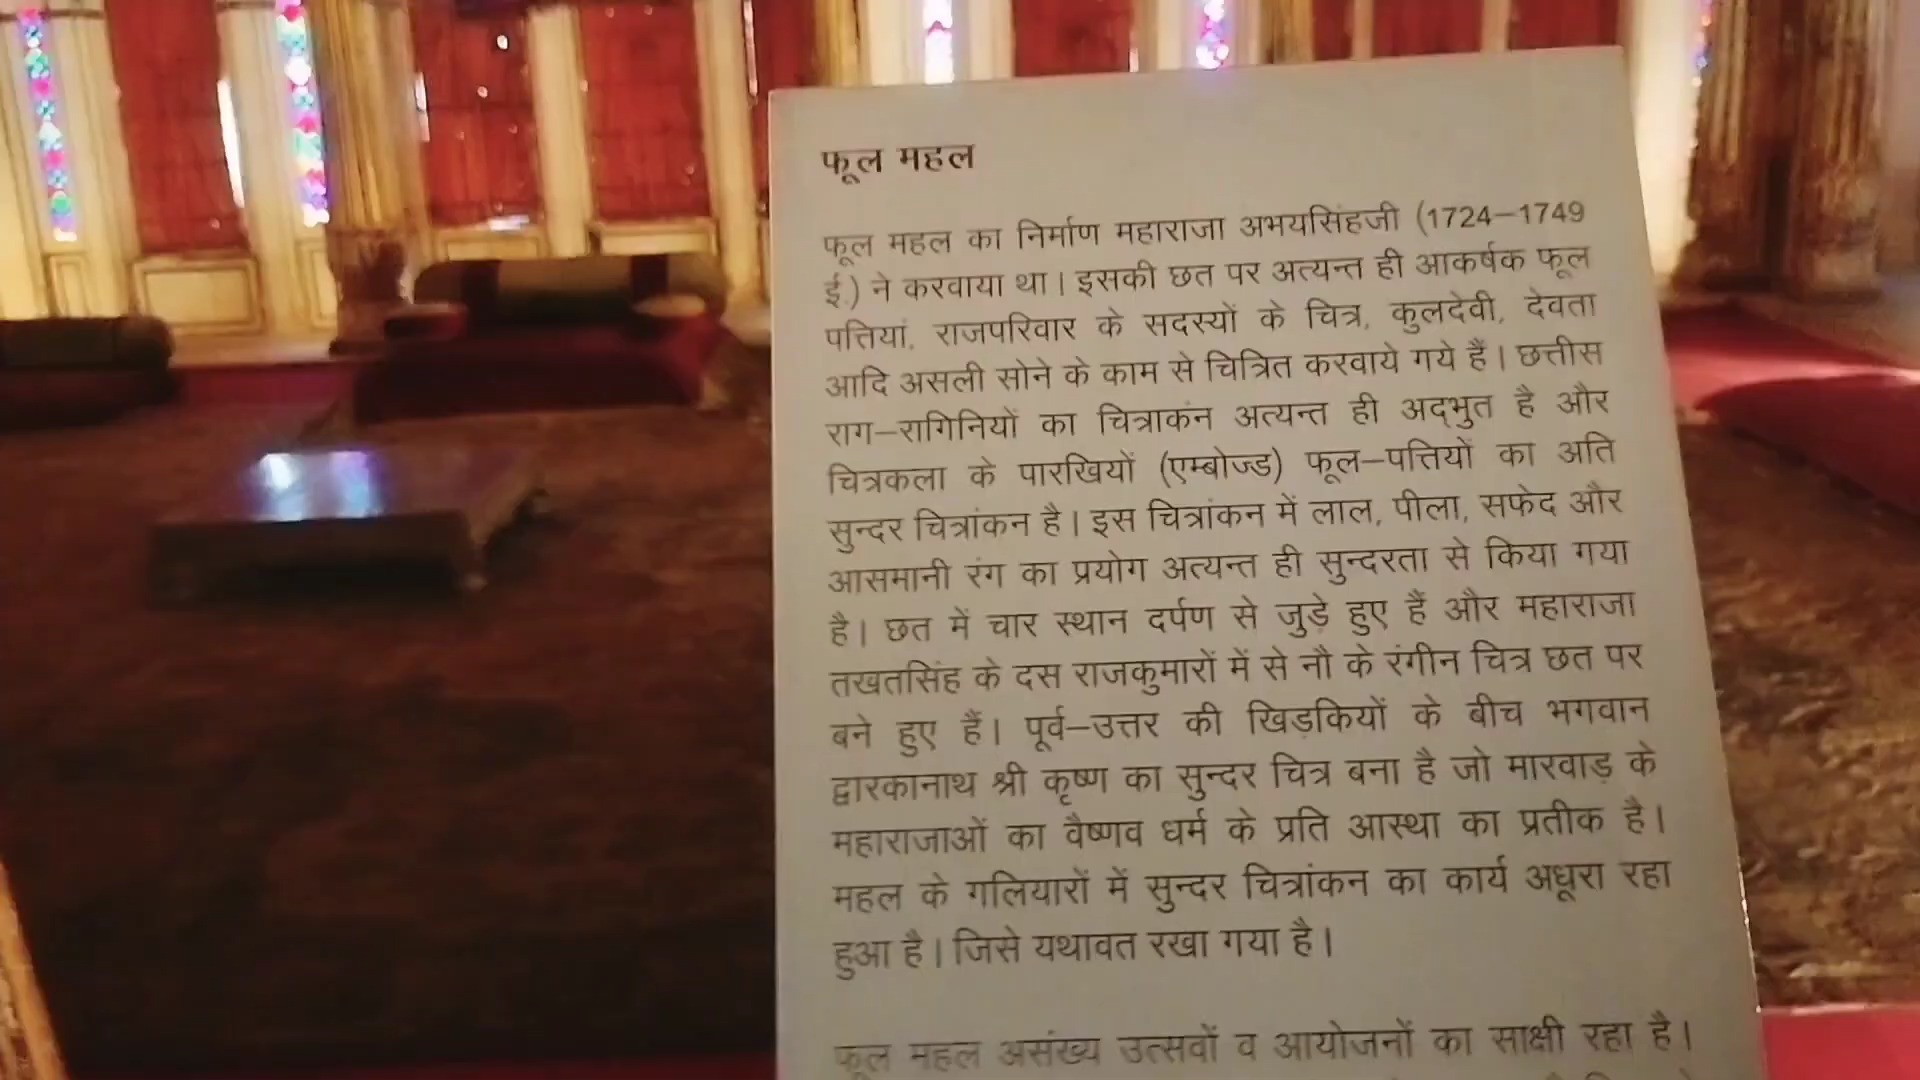 फूल महल
फूल महल का निर्माण महाराजा अभयसिंहजी (1724–1749
ई.) ने करवाया था। इसकी छत पर अत्यन्त ही आकर्षक फूल
पत्तियां, राजपरिवार के सदस्यों के चित्र, कुलदेवी, देवता
आदि असली सोने के काम से चित्रित करवाये गये हैं। छत्तीस
राग–रागिनियों का चित्राकंन अत्यन्त ही अद्भुत है और
चित्रकला के पारखियों (एम्बोज्ड) फूल–पत्तियों का अति
सुन्दर चित्रांकन है। इस चित्रांकन में लाल, पीला, सफेद और
आसमानी रंग का प्रयोग अत्यन्त ही सुन्दरता से किया गया
है। छत में चार स्थान दर्पण से जुड़े हुए हैं और महाराजा
तखतसिंह के दस राजकुमारों में से नौ के रंगीन चित्र छत पर
बने हुए हैं। पूर्व–उत्तर की खिड़कियों के बीच भगवान
द्वारकानाथ श्री कृष्ण का सुन्दर चित्र बना है जो मारवाड़ के
महाराजाओं का वैष्णव धर्म के प्रति आस्था का प्रतीक है।
महल के गलियारों में सुन्दर चित्रांकन का कार्य अधूरा रहा
हुआ है। जिसे यथावत रखा गया है।
फूल महल असंख्य उत्सवों व आयोजनों का साक्षी रहा है।